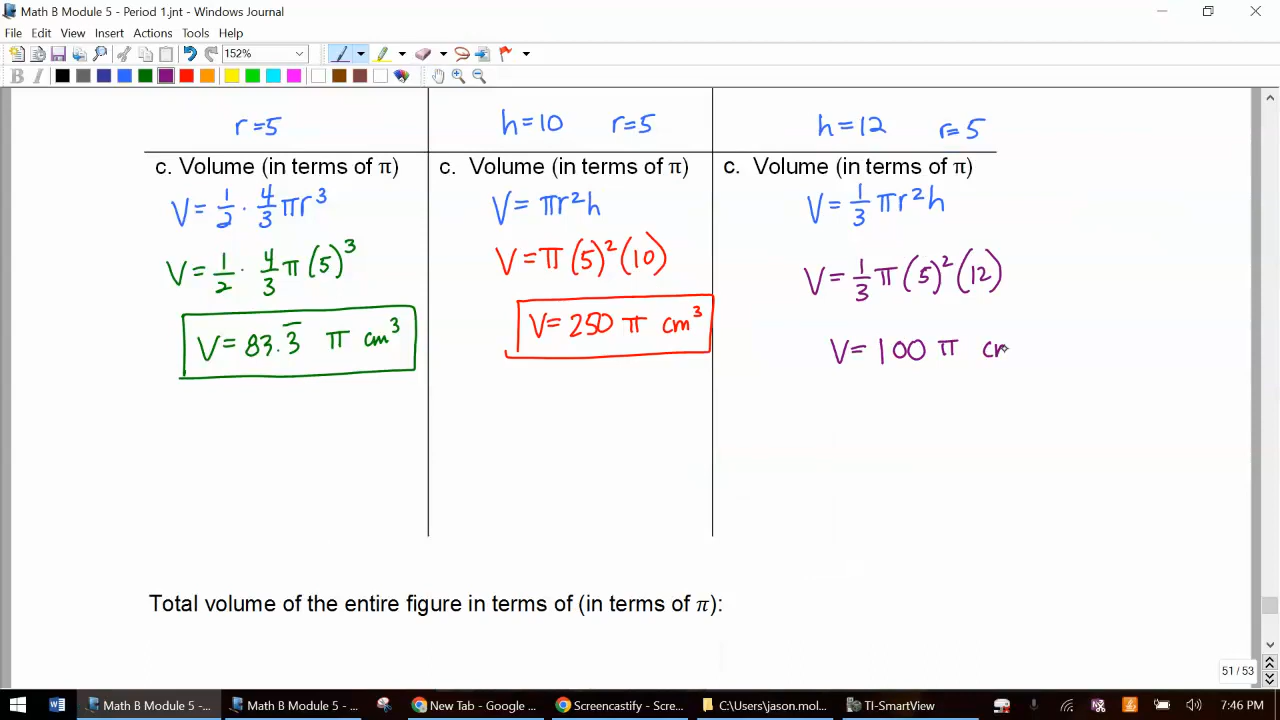 Math B Module 5 - Period 1.jnt - Windows Journal
File Edit View Insert Actions Tools Help
152%
B I
r=5
h=10 r=5
h=12 r=5
c. Volume (in terms of π)
V= 1/2 · 4/3 πr³
V= 1/2 · 4/3 π(5)³
V= 83.3̅ π cm³
c. Volume (in terms of π)
V= πr²h
V= π(5)²(10)
V= 250 π cm³
c. Volume (in terms of π)
V= 1/3 πr²h
V= 1/3 π(5)²(12)
V= 100 π cr
Total volume of the entire figure in terms of (in terms of π):
51 / 53
Math B Module 5 -... Math B Module 5 -... New Tab - Google ... Screencastify - Scre... C:\Users\jason.mol... TI-SmartView 7:46 PM